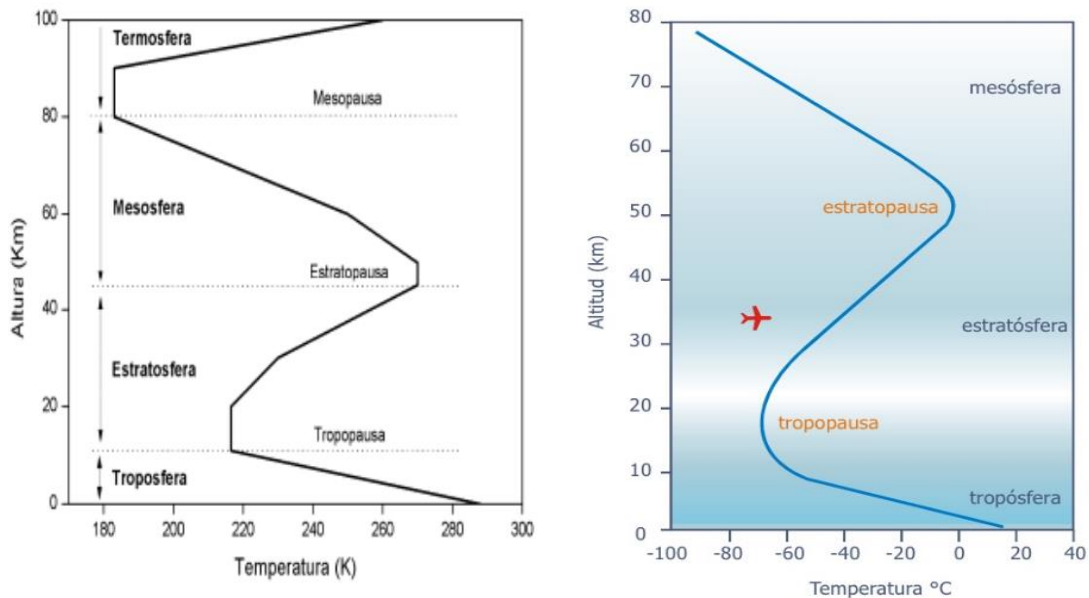 100
80
60
40
20
0
Altura (Km)
Termosfera
Mesopausa
Mesosfera
Estratopausa
Estratosfera
Tropopausa
Troposfera
180 200 220 240 260 280 300
Temperatura (K)
80
70
60
50
40
30
20
10
0
Altitud (km)
mesósfera
estratopausa
estratósfera
tropopausa
tropósfera
-100 -80 -60 -40 -20 0 20 40
Temperatura °C